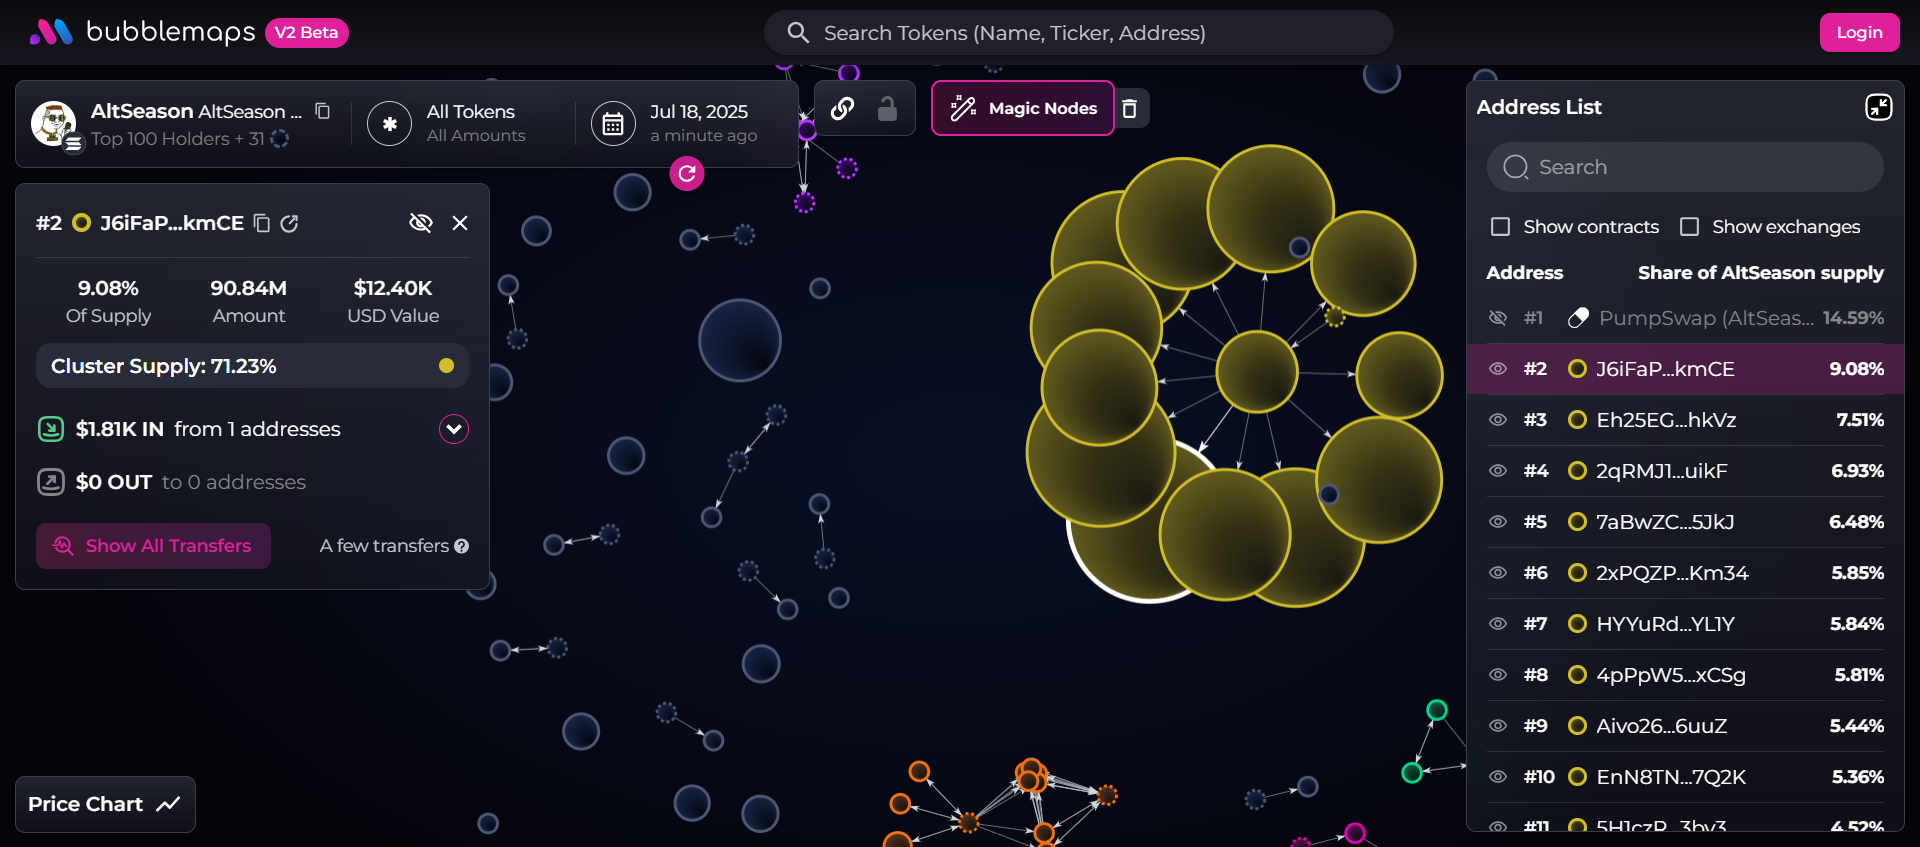 bubblemaps V2 Beta
Search Tokens (Name, Ticker, Address)
Login
AltSeason AltSeason ...
Top 100 Holders + 31
All Tokens
All Amounts
Jul 18, 2025
a minute ago
Magic Nodes
#2 J6iFaP...kmCE
9.08% 90.84M $12.40K
Of Supply Amount USD Value
Cluster Supply: 71.23%
$1.81K IN from 1 addresses
$0 OUT to 0 addresses
Show All Transfers A few transfers ?
Price Chart
Address List
Search
Show contracts Show exchanges
Address Share of AltSeason supply
#1 PumpSwap (AltSeas... 14.59%
#2 J6iFaP...kmCE 9.08%
#3 Eh25EG...hkVz 7.51%
#4 2qRMJ1...uikF 6.93%
#5 7aBwZC...5JkJ 6.48%
#6 2xPQZP...Km34 5.85%
#7 HYYuRd...YL1Y 5.84%
#8 4pPpW5...xCSg 5.81%
#9 Aivo26...6uuZ 5.44%
#10 EnN8TN...7Q2K 5.36%
#11 4.52%